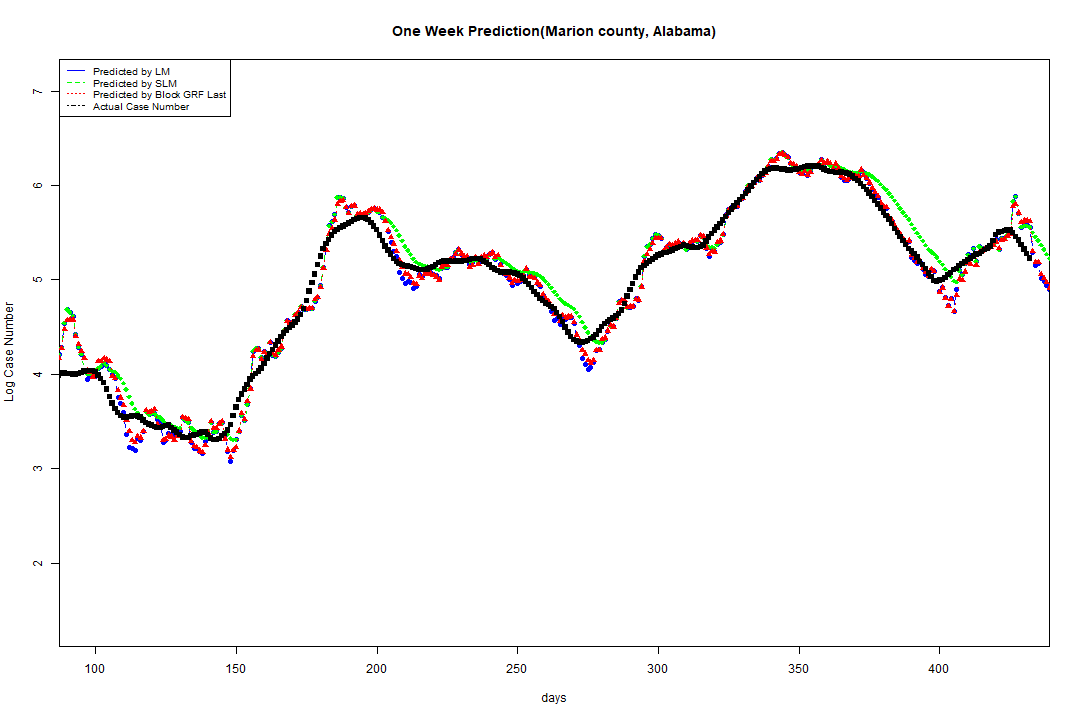 One Week Prediction(Marion county, Alabama)
Predicted by LM
Predicted by SLM
Predicted by Block GRF Last
Actual Case Number
7
6
5
4
3
2
Log Case Number
100 150 200 250 300 350 400
days